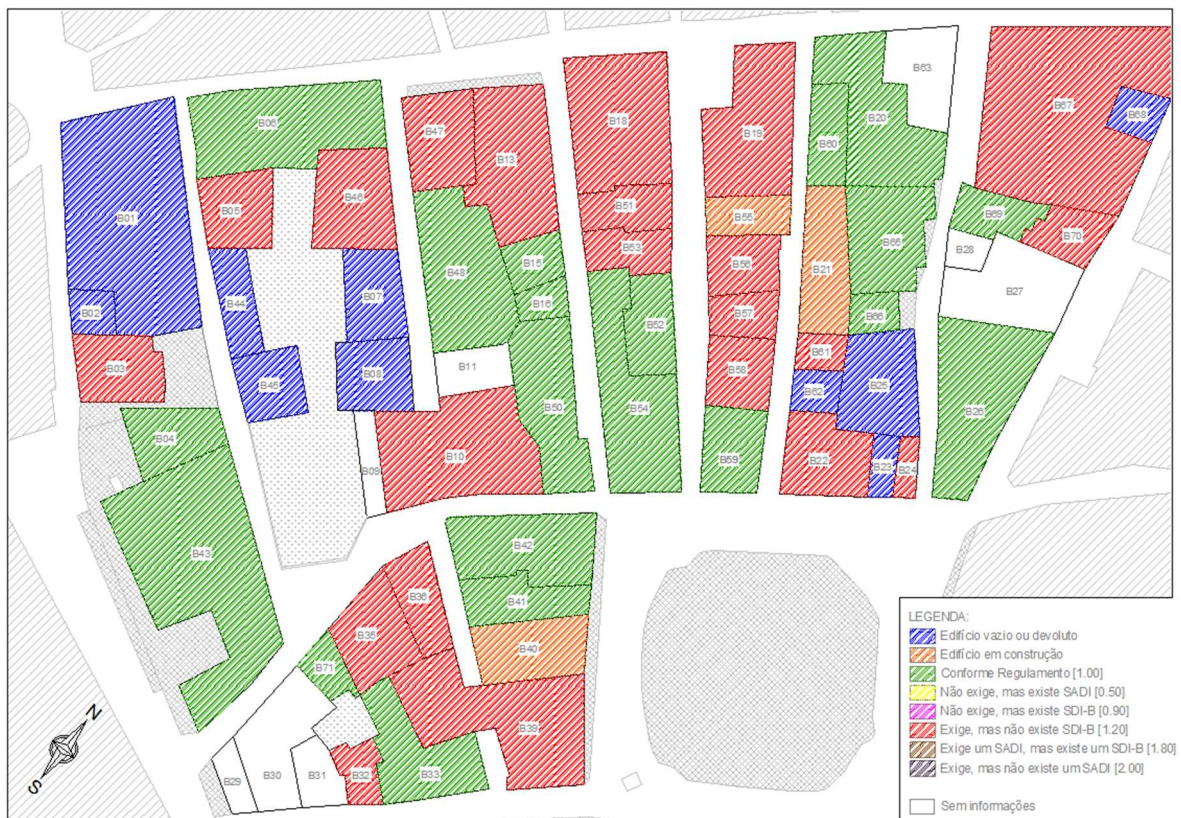 B01
B02
B03
B04
B43
B06
B05
B46
B44
B07
B45
B08
B09
B47
B13
B48
B15
B16
B11
B10
B50
B18
B51
B53
B52
B54
B19
B55
B56
B57
B58
B59
B60
B20
B63
B21
B65
B66
B61
B62
B25
B22
B23
B24
B67
B68
B69
B70
B28
B27
B26
B42
B41
B40
B36
B35
B71
B39
B33
B32
B31
B30
B29
N
S
LEGENDA:
Edifício vazio ou devoluto
Edifício em construção
Conforme Regulamento [1.00]
Não exige, mas existe SADI [0.50]
Não exige, mas existe SDI-B [0.90]
Exige, mas não existe SDI-B [1.20]
Exige um SADI, mas existe um SDI-B [1.80]
Exige, mas não existe um SADI [2.00]
Sem informações